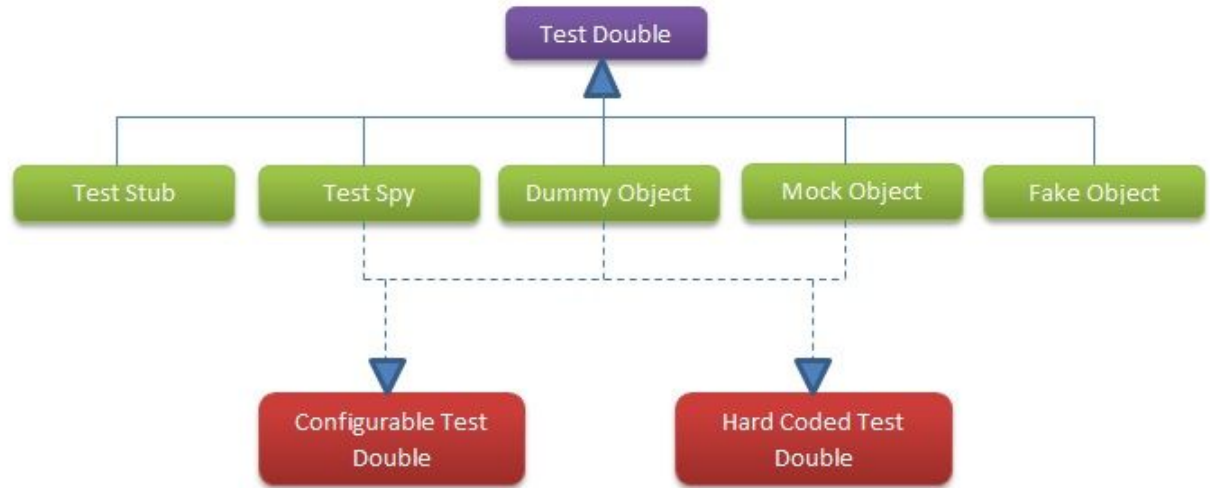 Test Double
Test Stub
Test Spy
Dummy Object
Mock Object
Fake Object
Configurable Test
Double
Hard Coded Test
Double